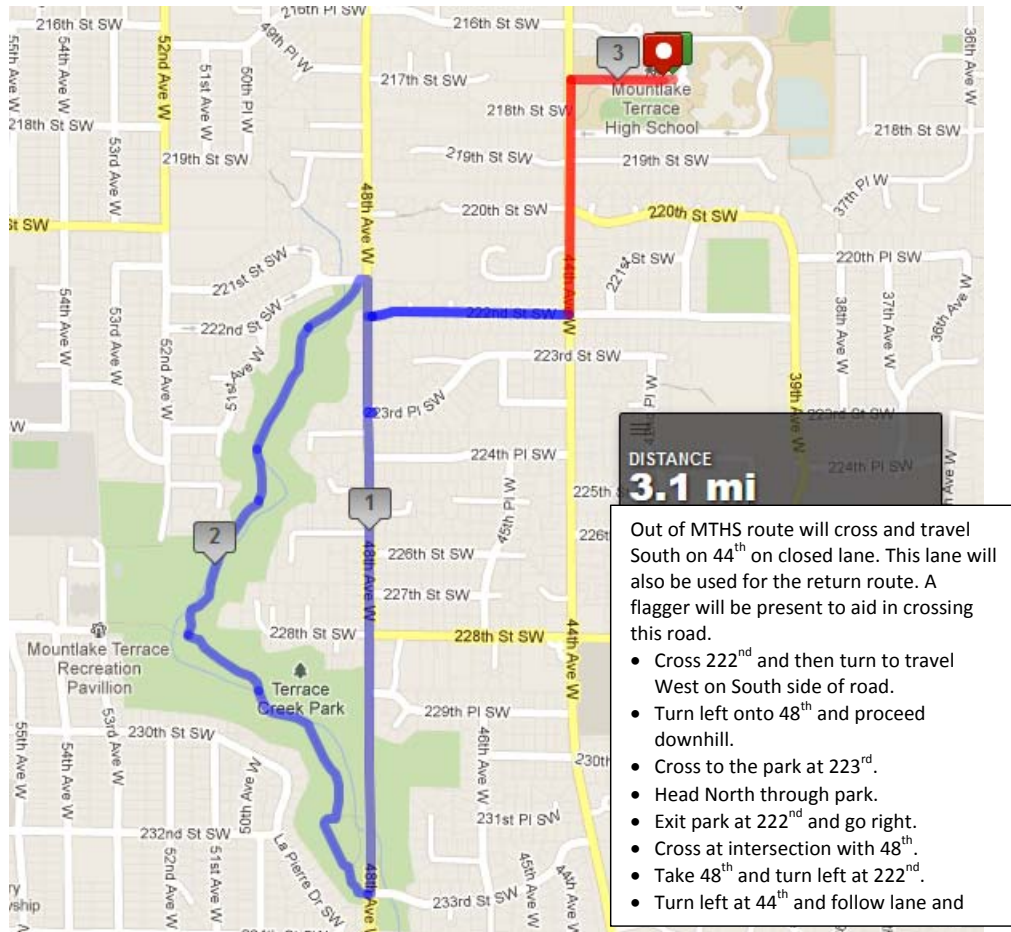 216th St SW
216th Pl SW
216th St SW
55th Ave W
54th Ave W
52nd Ave W
49th Pl W
51st Ave W
50th Pl W
217th St SW
3
36th Ave W
Mountlake
Terrace
High School
218th St SW
218th St SW
218th St SW
53rd Ave W
219th St SW
219th St SW
219th St SW
37th Pl W
48th Ave W
220th St SW
220th St SW
St SW
44th Ave W
221st St SW
221st St SW
220th Pl SW
54th Ave W
53rd Ave W
222nd St SW
222nd St SW
38th Ave W
37th Ave W
36th Ave W
52nd Ave W
51st Ave W
223rd St SW
39th Ave W
223rd Pl SW
W
224th Pl SW
224th Pl SW
DISTANCE
3.1 mi
1
2
45th Pl W
225th
226th St SW
48th Ave W
227th St SW
228th St SW
228th St SW
44th Ave W
Mountlake Terrace
Recreation
Pavillion
Terrace
Creek Park
229th Pl SW
230th St SW
230th
46th Ave W
55th Ave W
54th Ave W
53rd Ave W
50th Ave W
231st Pl SW
232nd St SW
La Pierre Dr SW
52nd Ave W
51st Ave W
48th Ave W
233rd St SW
45th Ave W
44th Ave W
Out of MTHS route will cross and travel
South on 44th on closed lane. This lane will
also be used for the return route. A
flagger will be present to aid in crossing
this road.
• Cross 222nd and then turn to travel
West on South side of road.
• Turn left onto 48th and proceed
downhill.
• Cross to the park at 223rd.
• Head North through park.
• Exit park at 222nd and go right.
• Cross at intersection with 48th.
• Take 48th and turn left at 222nd.
• Turn left at 44th and follow lane and